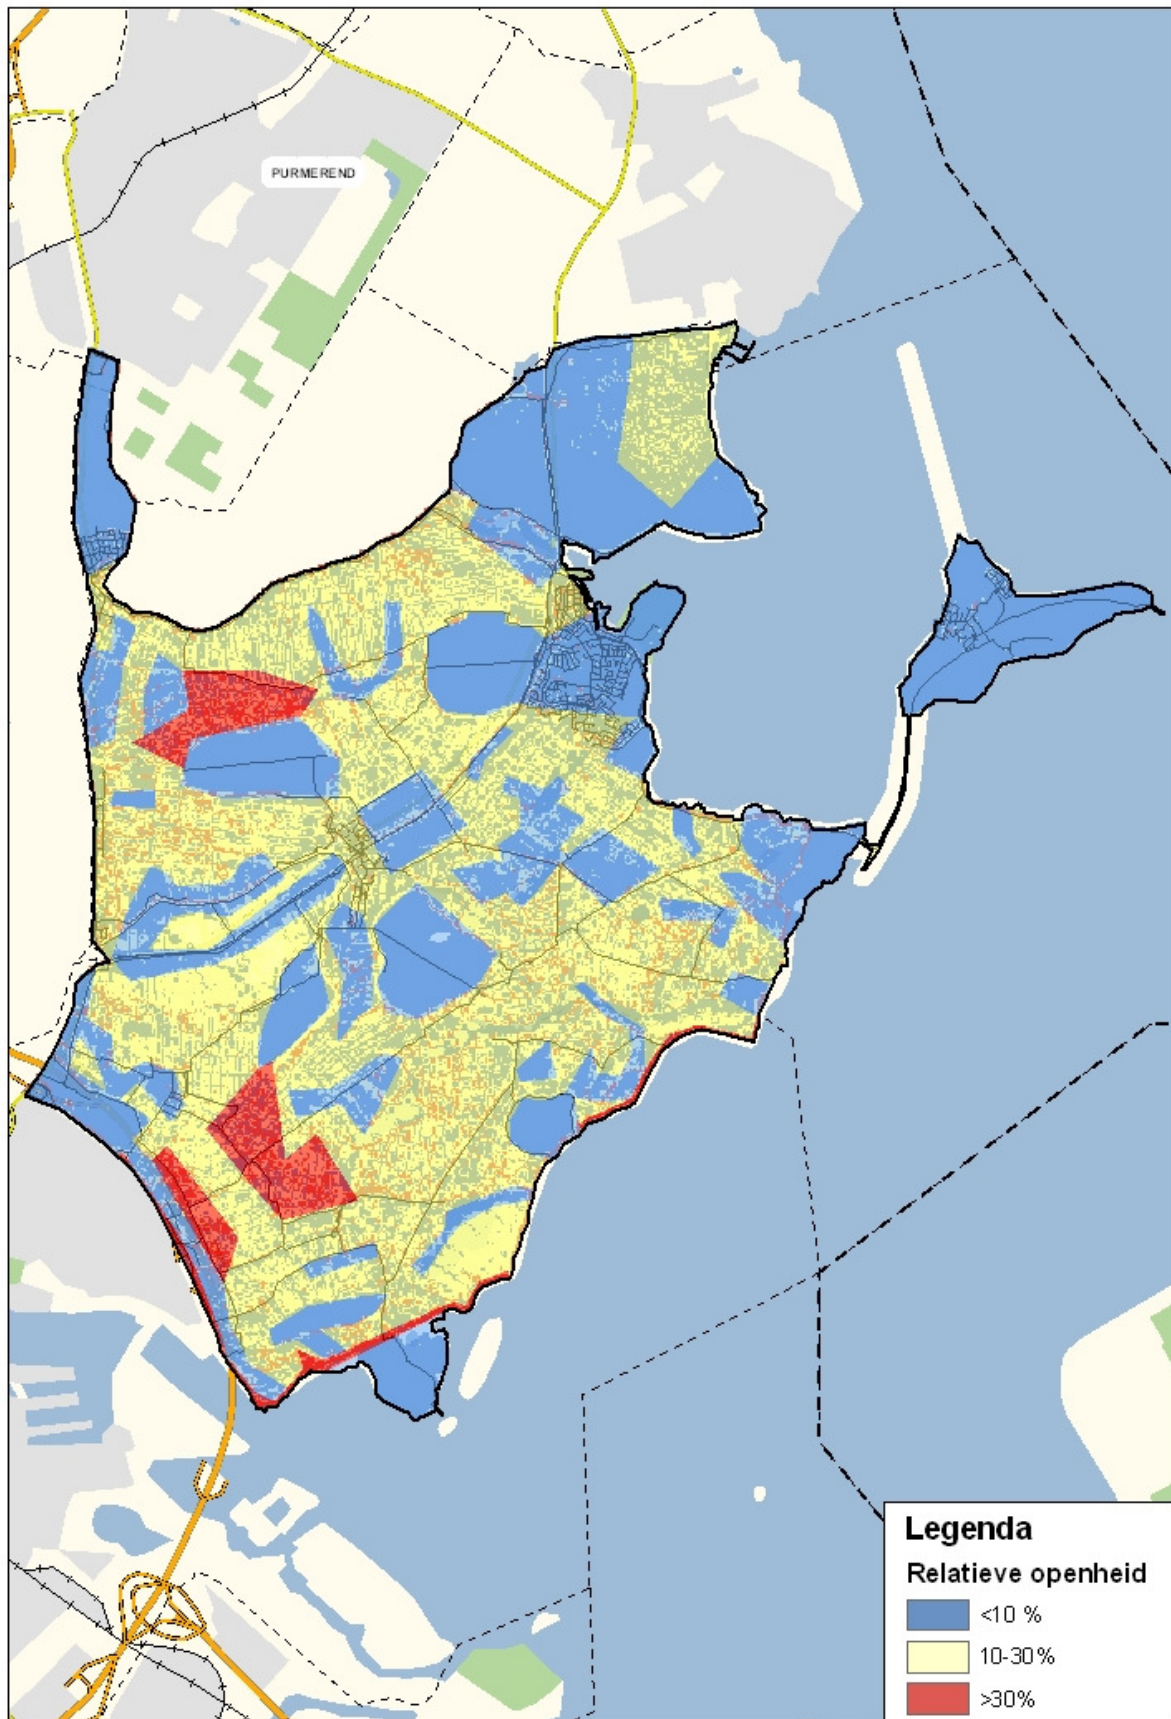 PURMEREND
Legenda
Relatieve openheid
<10 %
10-30%
>30%